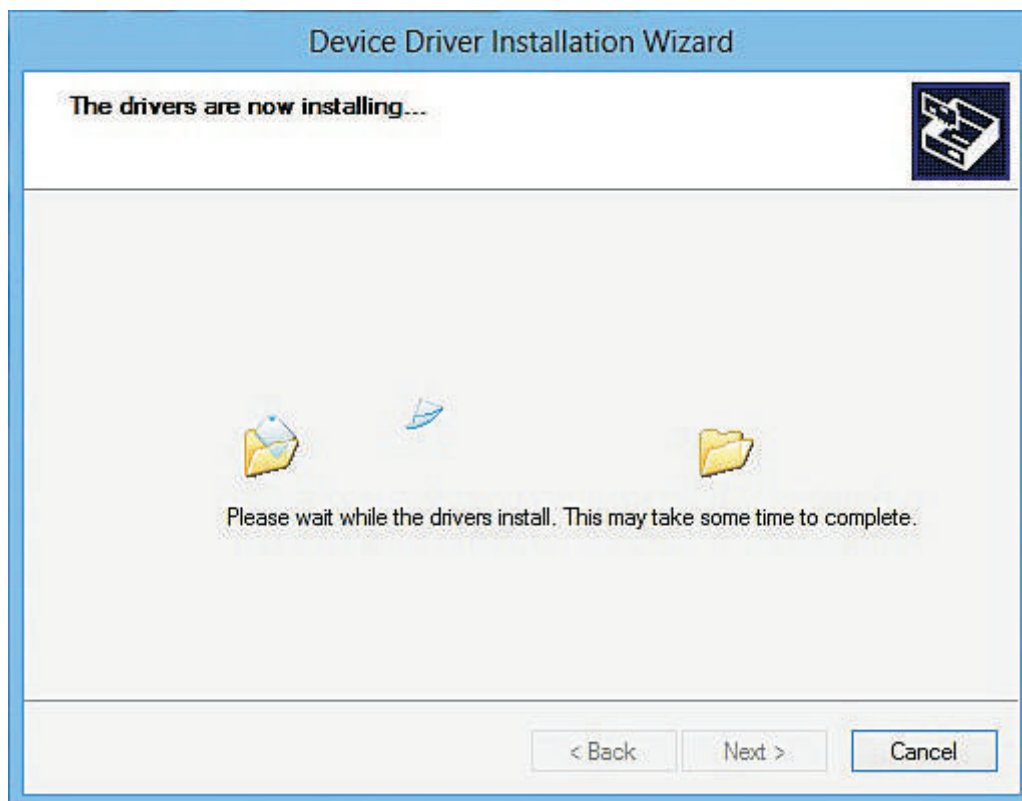 Device Driver Installation Wizard
The drivers are now installing...
Please wait while the drivers install. This may take some time to complete.
< Back
Next >
Cancel